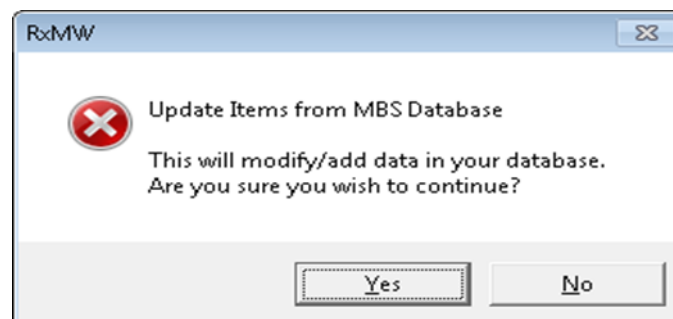 RxMW
Update Items from MBS Database
This will modify/add data in your database.
Are you sure you wish to continue?
Yes
No